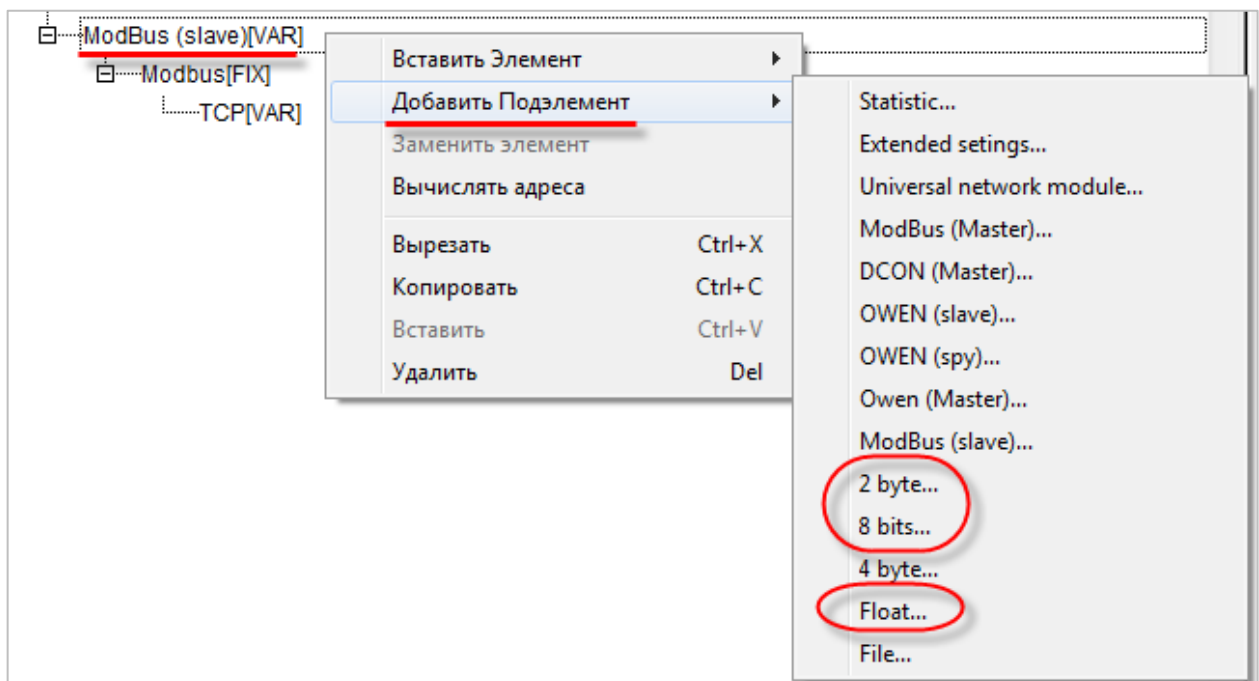 ModBus (slave)[VAR]
Modbus[FIX]
TCP[VAR]
Вставить Элемент
Добавить Подэлемент
Заменить элемент
Вычислять адреса
Вырезать Ctrl+X
Копировать Ctrl+C
Вставить Ctrl+V
Удалить Del
Statistic...
Extended setings...
Universal network module...
ModBus (Master)...
DCON (Master)...
OWEN (slave)...
OWEN (spy)...
Owen (Master)...
ModBus (slave)...
2 byte...
8 bits...
4 byte...
Float...
File...